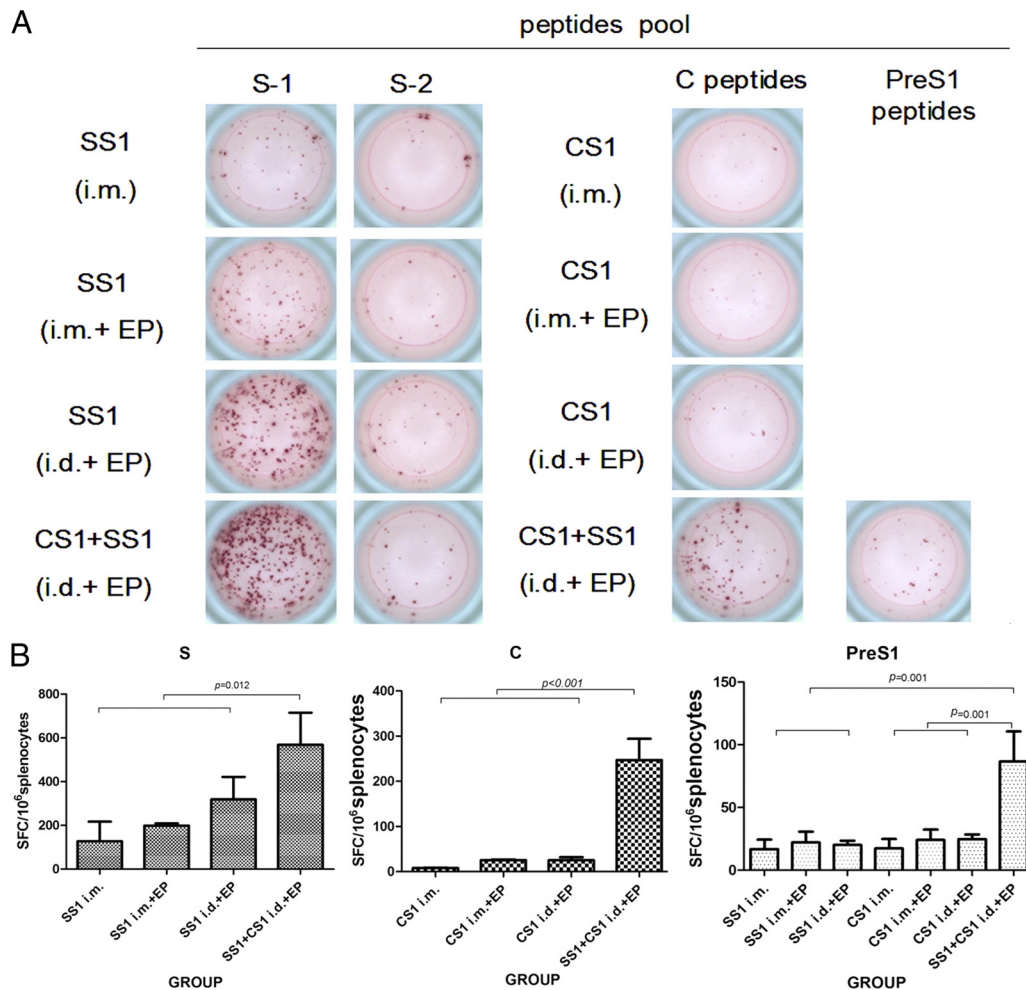 A
peptides pool
S-1
S-2
C peptides
PreS1
peptides
SS1
(i.m.)
CS1
(i.m.)
SS1
(i.m.+ EP)
CS1
(i.m.+ EP)
SS1
(i.d.+ EP)
CS1
(i.d.+ EP)
CS1+SS1
(i.d.+ EP)
CS1+SS1
(i.d.+ EP)
B
S
p=0.012
800
600
400
200
0
SFC/10⁶splenocytes
SS1 i.m.
SS1 i.m.+EP
SS1 i.d.+EP
SS1+CS1 i.d.+EP
GROUP
C
p<0.001
400
300
200
100
0
SFC/10⁶splenocytes
CS1 i.m.
CS1 i.m.+EP
CS1 i.d.+EP
SS1+CS1 i.d.+EP
GROUP
PreS1
p=0.001
p=0.001
150
100
50
0
SFC/10⁶splenocytes
SS1 i.m.
SS1 i.m.+EP
SS1 i.d.+EP
CS1 i.m.
CS1 i.m.+EP
CS1 i.d.+EP
SS1+CS1 i.d.+EP
GROUP